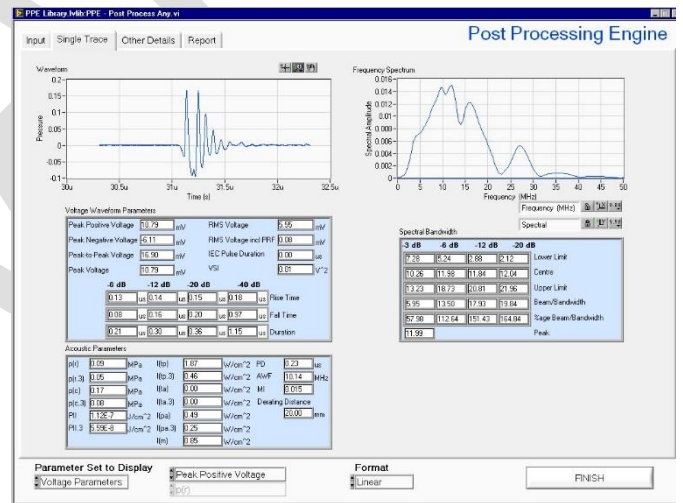 PPE Library.lvlib:PPE - Post Process Any.vi
Input Single Trace Other Details Report
Post Processing Engine
Waveform
0.2-
0.15-
0.1-
0.05-
0-
-0.05-
-0.1-
Pressure
30u 30.5u 31u 31.5u 32u 32.5u
Time (s)
Frequency Spectrum
0.016-
0.014-
0.012-
0.01-
0.008-
0.006-
0.004-
0.002-
0-
Spectral Amplitude
0 5 10 15 20 25 30 35 40 45 50
Frequency (MHz)
Frequency (MHz)
Spectral
Voltage Waveform Parameters
Peak Positive Voltage 10.79 mV RMS Voltage 5.55 mV
Peak Negative Voltage -6.11 mV RMS Voltage incl PRF 0.08 mV
Peak-to-Peak Voltage 16.90 mV IEC Pulse Duration 0.00 us
Peak Voltage 10.79 mV VSI 0.01 V^2
-6 dB -12 dB -20 dB -40 dB
0.13 us 0.14 us 0.15 us 0.18 us Rise Time
0.08 us 0.16 us 0.20 us 0.97 us Fall Time
0.21 us 0.30 us 0.36 us 1.15 us Duration
Spectral Bandwidth
-3 dB -6 dB -12 dB -20 dB
7.28 5.24 2.88 2.12 Lower Limit
10.26 11.98 11.84 12.04 Centre
13.23 18.73 20.81 21.96 Upper Limit
5.95 13.50 17.93 19.84 Beam/Bandwidth
57.98 112.64 151.43 164.84 %age Beam/Bandwidth
11.99 Peak
Acoustic Parameters
p(r) 0.09 MPa I(tp) 1.87 W/cm^2 PD 0.23 us
p(r.3) 0.05 MPa I(tp.3) 0.46 W/cm^2 AWF 10.14 MHz
p(c) 0.17 MPa I(ta) 0.00 W/cm^2 MI 0.015
p(c.3) 0.08 MPa I(ta.3) 0.00 W/cm^2 Derating Distance
PII 1.12E-7 J/cm^2 I(pa) 0.49 W/cm^2 20.00 mm
PII.3 5.59E-8 J/cm^2 I(pa.3) 0.25 W/cm^2
I(m) 0.85 W/cm^2
Parameter Set to Display
Voltage Parameters
Peak Positive Voltage
p(r)
Format
Linear
FINISH